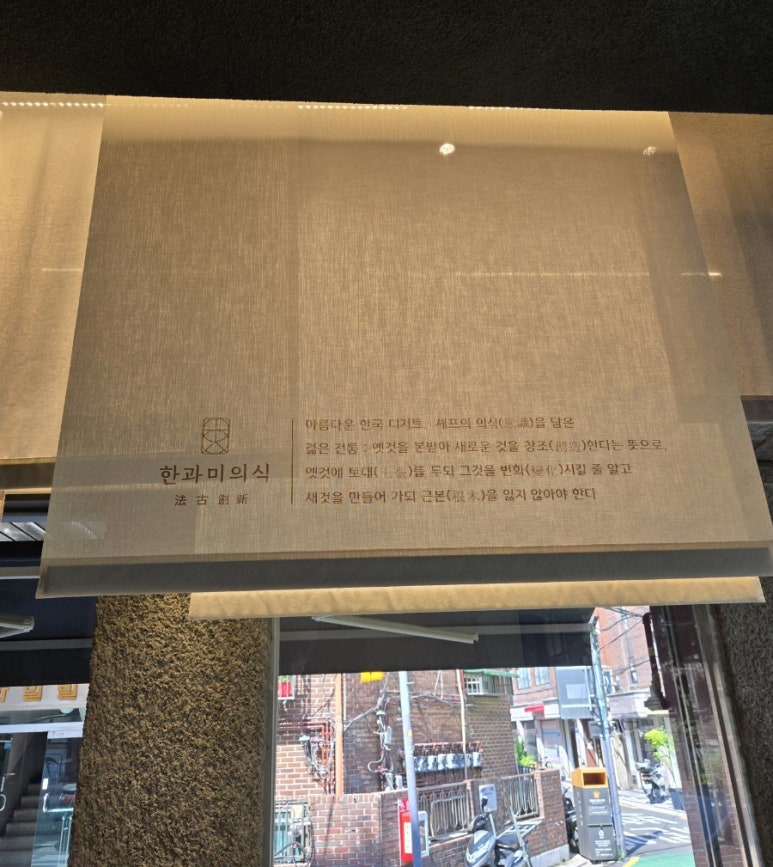 한과미의식
法古創新
아름다운 한국 디저트, 셰프의 의식(意識)을 담은
젊은 전통 : 옛것을 본받아 새로운 것을 창조(創造)한다는 뜻으로,
옛것에 토대(土臺)를 두되 그것을 변화(變化)시킬 줄 알고
새것을 만들어 가되 근본(根本)을 잃지 않아야 한다